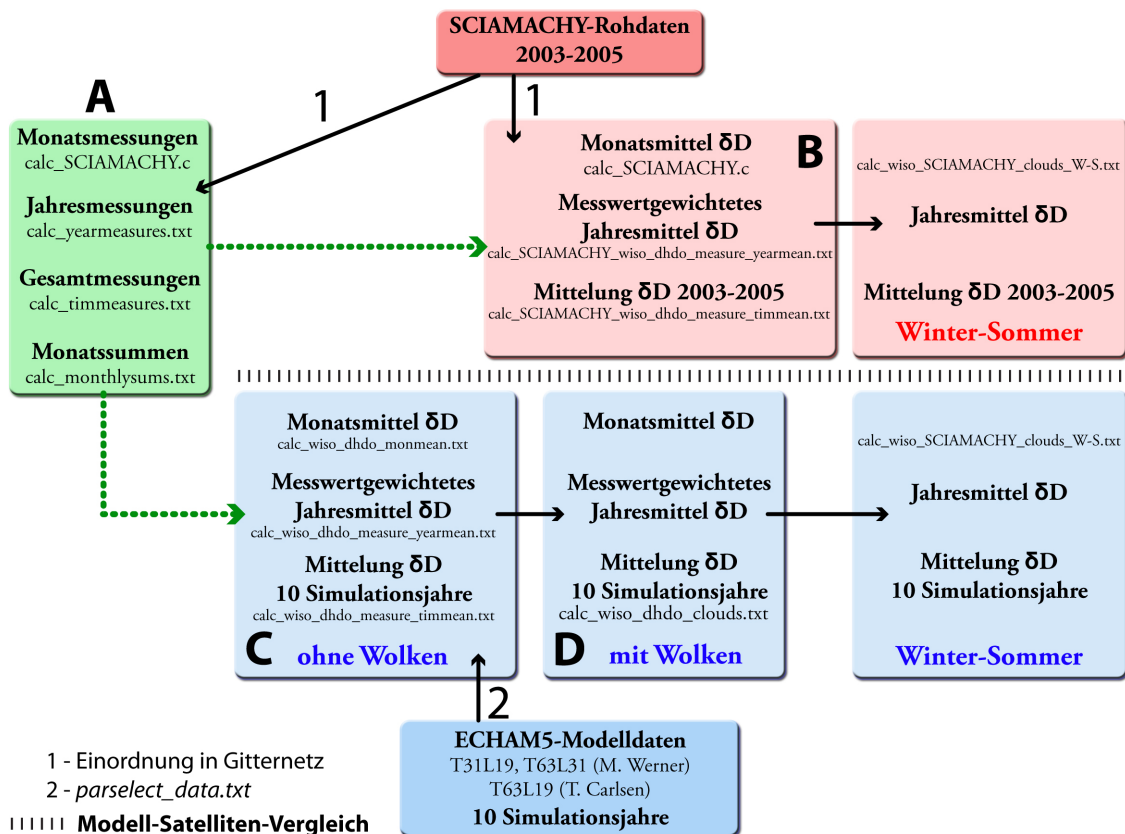 SCIAMACHY-Rohdaten
2003-2005
1
1
A
Monatsmessungen
calc_SCIAMACHY.c
Jahresmessungen
calc_yearmeasures.txt
Gesamtmessungen
calc_timmeasures.txt
Monatssummen
calc_monthlysums.txt
B
Monatsmittel δD
calc_SCIAMACHY.c
Messwertgewichtetes
Jahresmittel δD
calc_SCIAMACHY_wiso_dhdo_measure_yearmean.txt
Mittelung δD 2003-2005
calc_SCIAMACHY_wiso_dhdo_measure_timmean.txt
calc_wiso_SCIAMACHY_clouds_W-S.txt
Jahresmittel δD
Mittelung δD 2003-2005
Winter-Sommer
Monatsmittel δD
calc_wiso_dhdo_monmean.txt
Messwertgewichtetes
Jahresmittel δD
calc_wiso_dhdo_measure_yearmean.txt
Mittelung δD
10 Simulationsjahre
calc_wiso_dhdo_measure_timmean.txt
C ohne Wolken
Monatsmittel δD
Messwertgewichtetes
Jahresmittel δD
Mittelung δD
10 Simulationsjahre
calc_wiso_dhdo_clouds.txt
D mit Wolken
calc_wiso_SCIAMACHY_clouds_W-S.txt
Jahresmittel δD
Mittelung δD
10 Simulationsjahre
Winter-Sommer
2
ECHAM5-Modelldaten
T31L19, T63L31 (M. Werner)
T63L19 (T. Carlsen)
10 Simulationsjahre
1 - Einordnung in Gitternetz
2 - parselect_data.txt
Modell-Satelliten-Vergleich